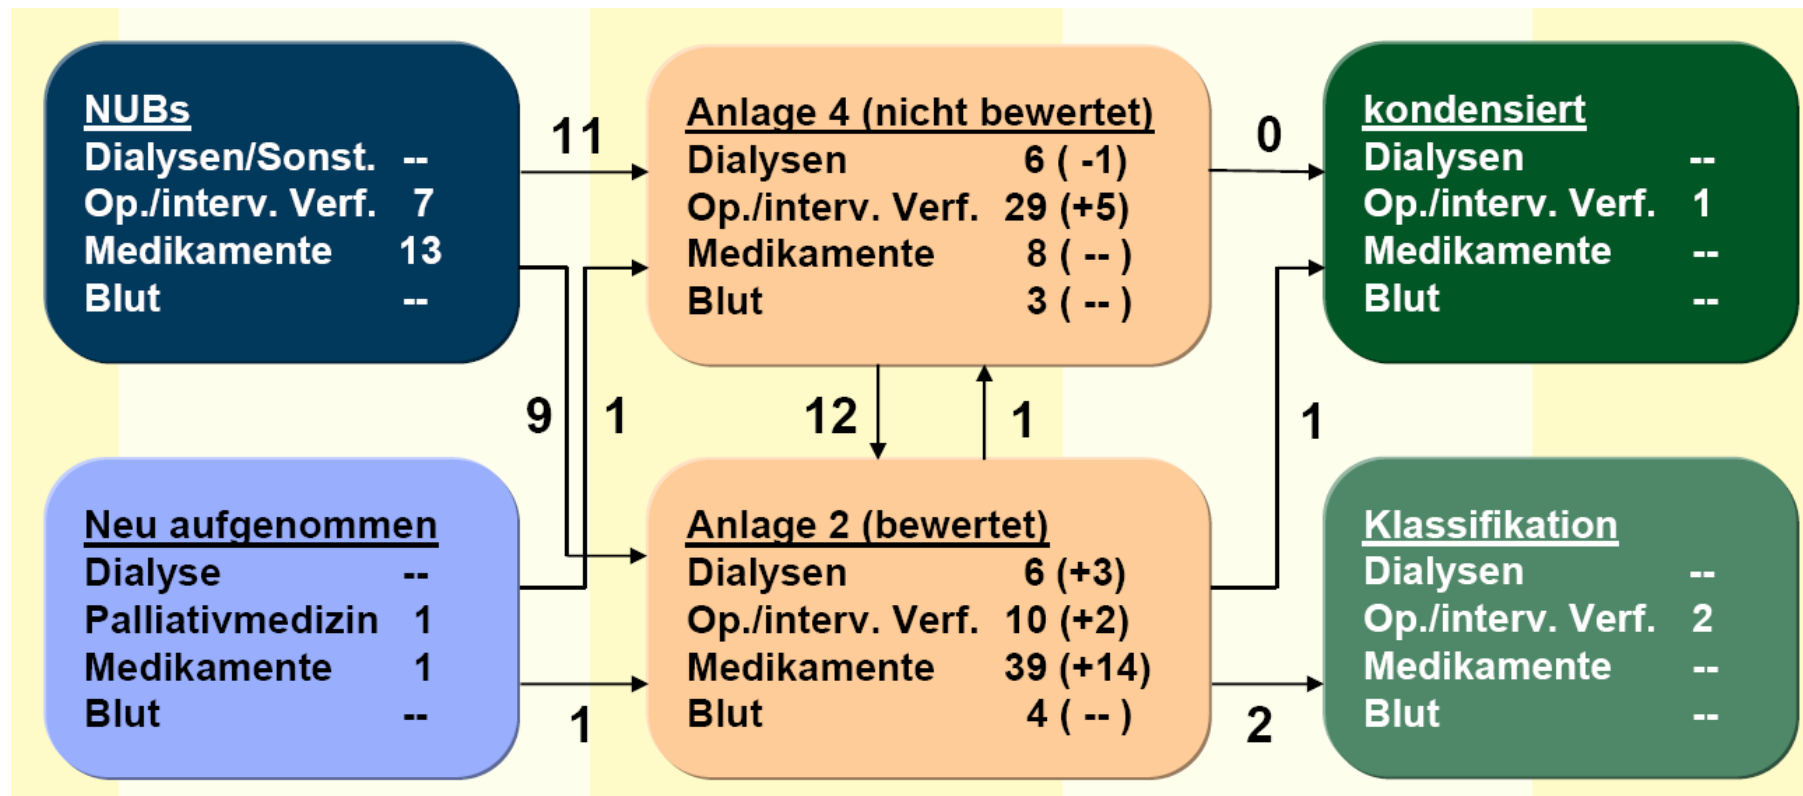 NUBs
Dialysen/Sonst. --
Op./interv. Verf. 7
Medikamente 13
Blut --
11
Anlage 4 (nicht bewertet)
Dialysen 6 ( -1)
Op./interv. Verf. 29 (+5)
Medikamente 8 ( -- )
Blut 3 ( -- )
0
kondensiert
Dialysen --
Op./interv. Verf. 1
Medikamente --
Blut --
9
1
12
1
1
Neu aufgenommen
Dialyse --
Palliativmedizin 1
Medikamente 1
Blut --
1
Anlage 2 (bewertet)
Dialysen 6 (+3)
Op./interv. Verf. 10 (+2)
Medikamente 39 (+14)
Blut 4 ( -- )
2
Klassifikation
Dialysen --
Op./interv. Verf. 2
Medikamente --
Blut --